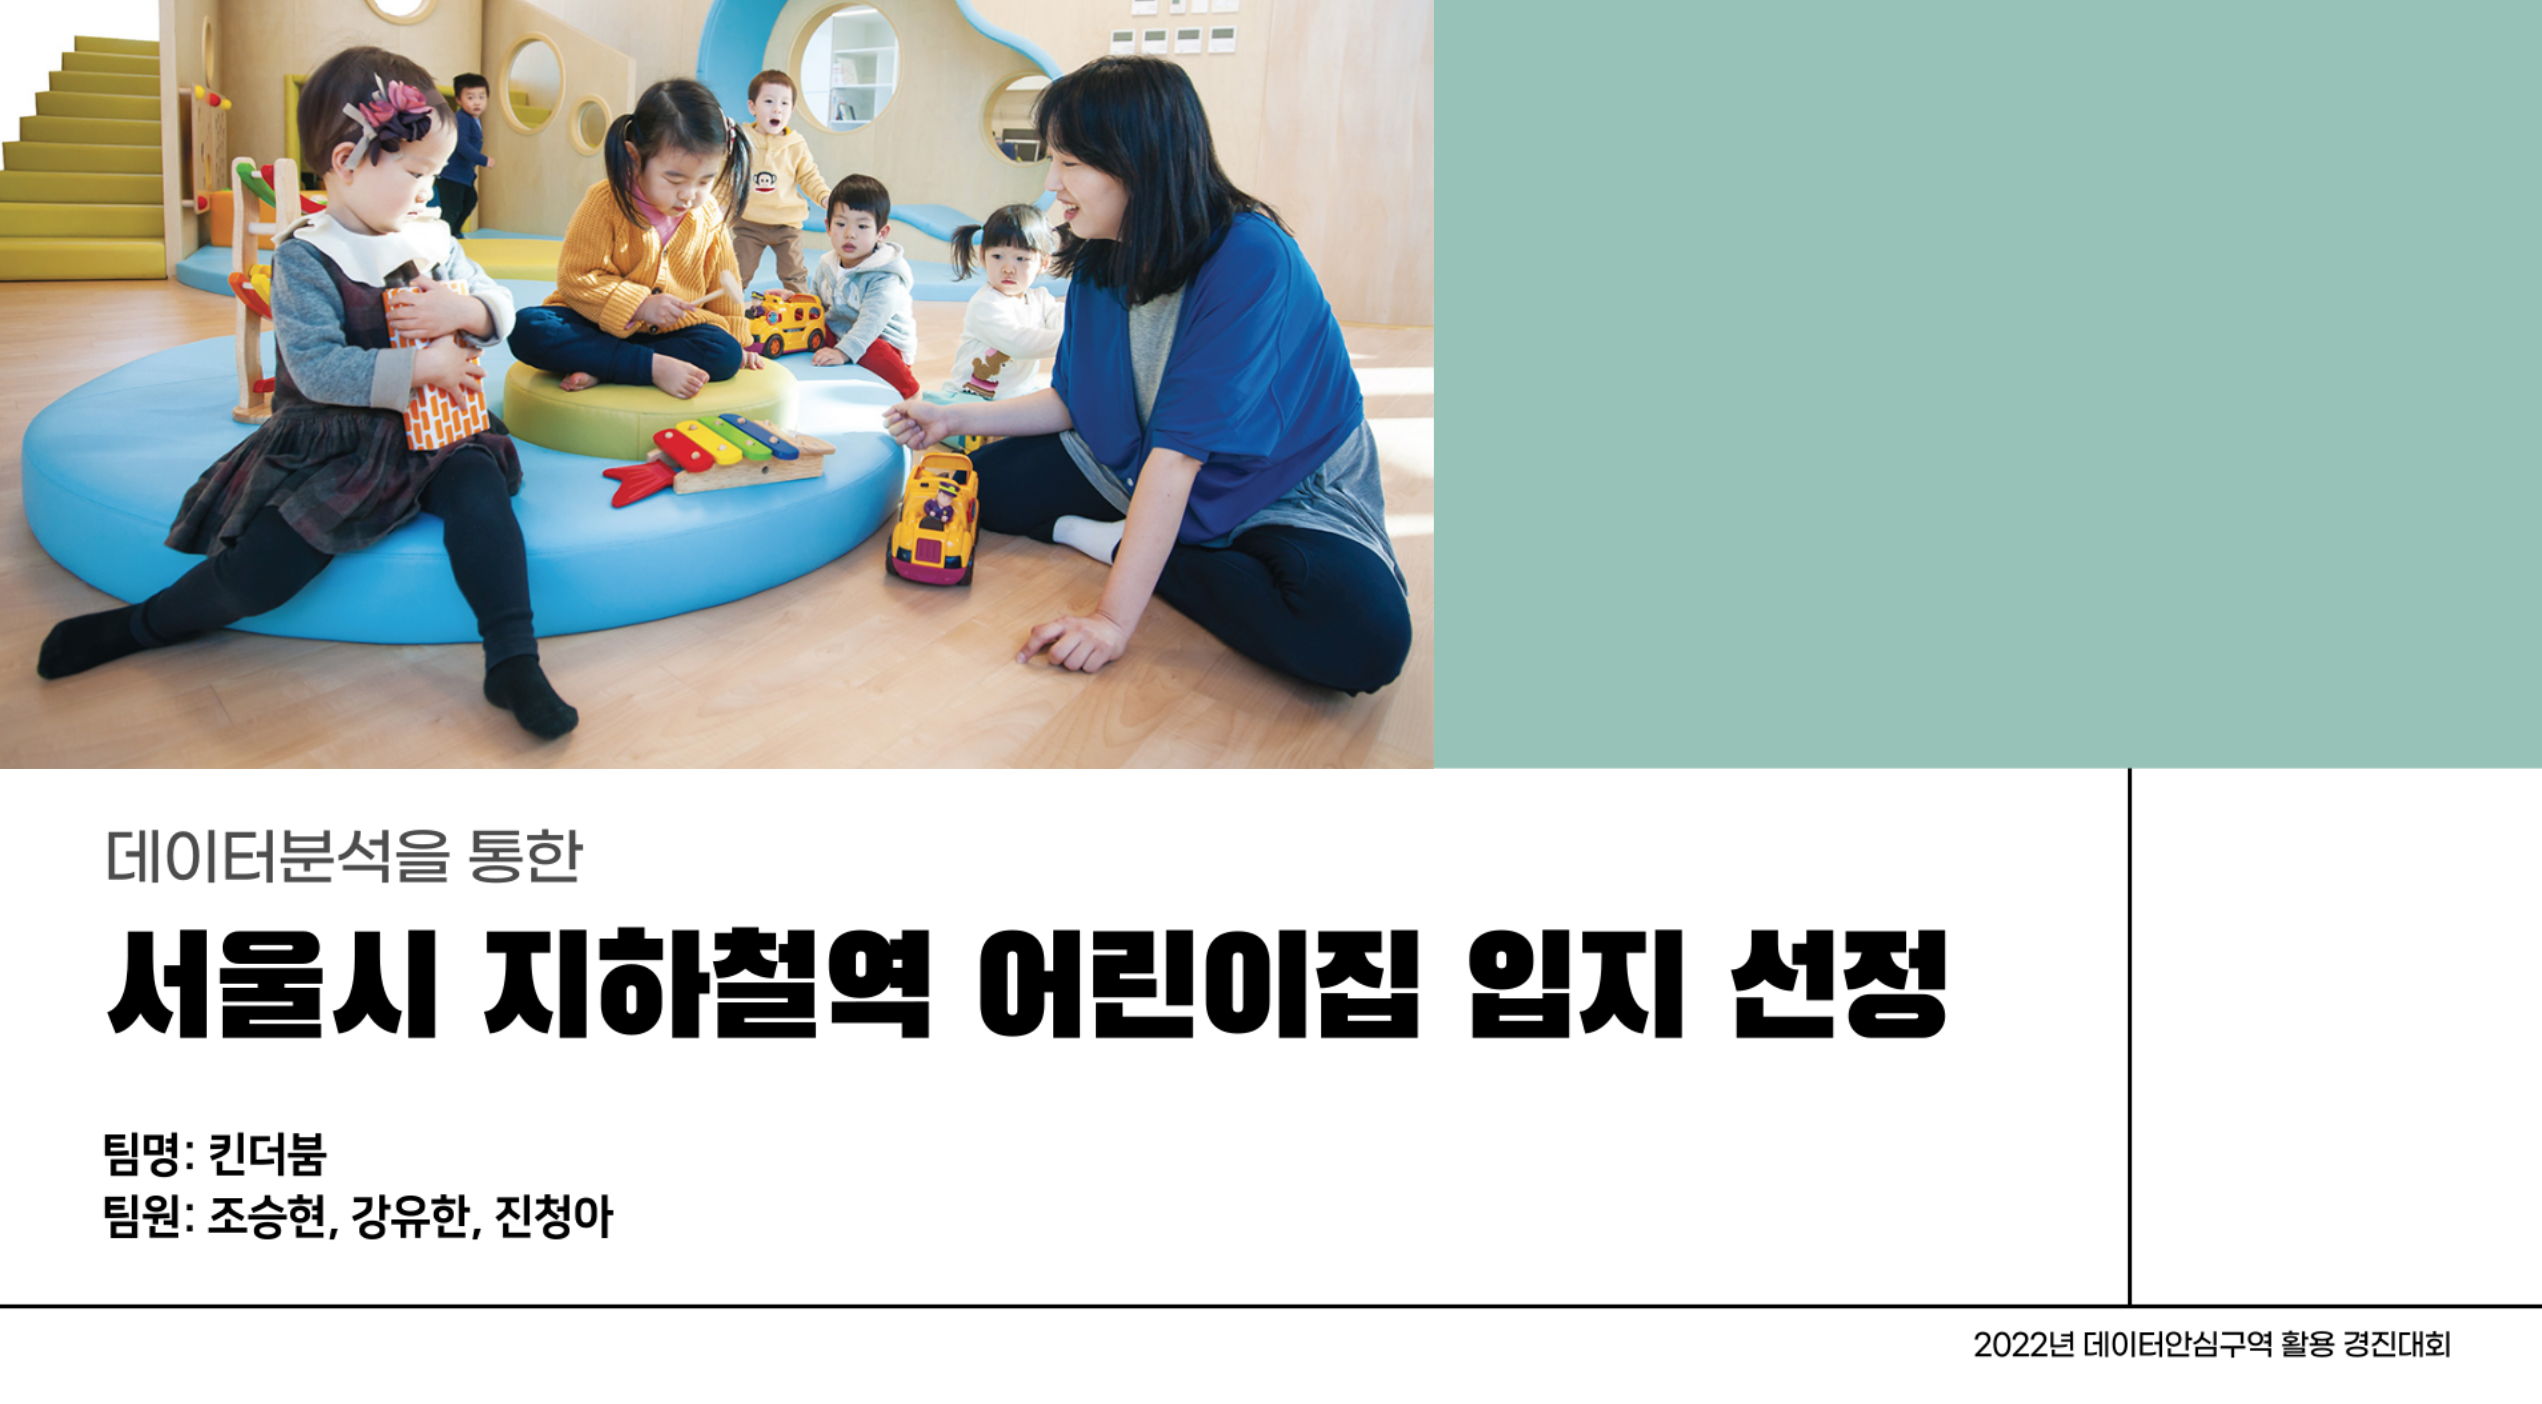 데이터분석을 통한
서울시 지하철역 어린이집 입지 선정
팀명: 킨더붐
팀원: 조승현, 강유한, 진청아
2022년 데이터안심구역 활용 경진대회